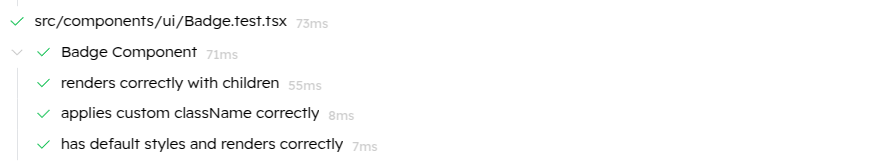 src/components/ui/Badge.test.tsx 73ms
Badge Component 71ms
renders correctly with children 55ms
applies custom className correctly 8ms
has default styles and renders correctly 7ms